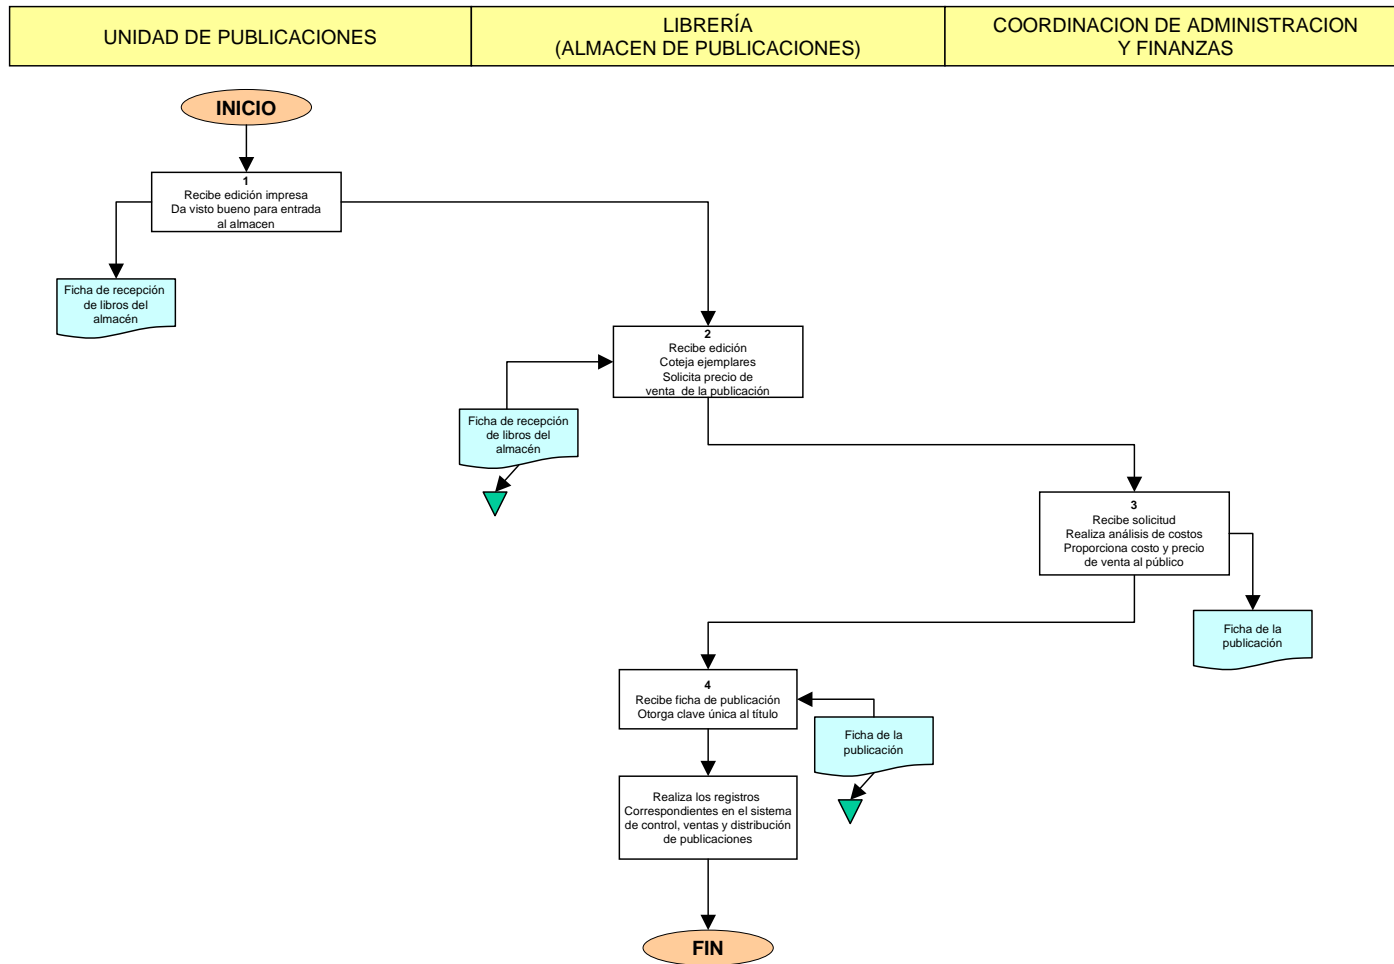 UNIDAD DE PUBLICACIONES
LIBRERÍA
(ALMACEN DE PUBLICACIONES)
COORDINACION DE ADMINISTRACION
Y FINANZAS
INICIO
1
Recibe edición impresa
Da visto bueno para entrada
al almacen
Ficha de recepción
de libros del
almacén
2
Recibe edición
Coteja ejemplares
Solicita precio de
venta de la publicación
Ficha de recepción
de libros del
almacén
3
Recibe solicitud
Realiza análisis de costos
Proporciona costo y precio
de venta al público
Ficha de la
publicación
4
Recibe ficha de publicación
Otorga clave única al título
Ficha de la
publicación
Realiza los registros
Correspondientes en el sistema
de control, ventas y distribución
de publicaciones
FIN